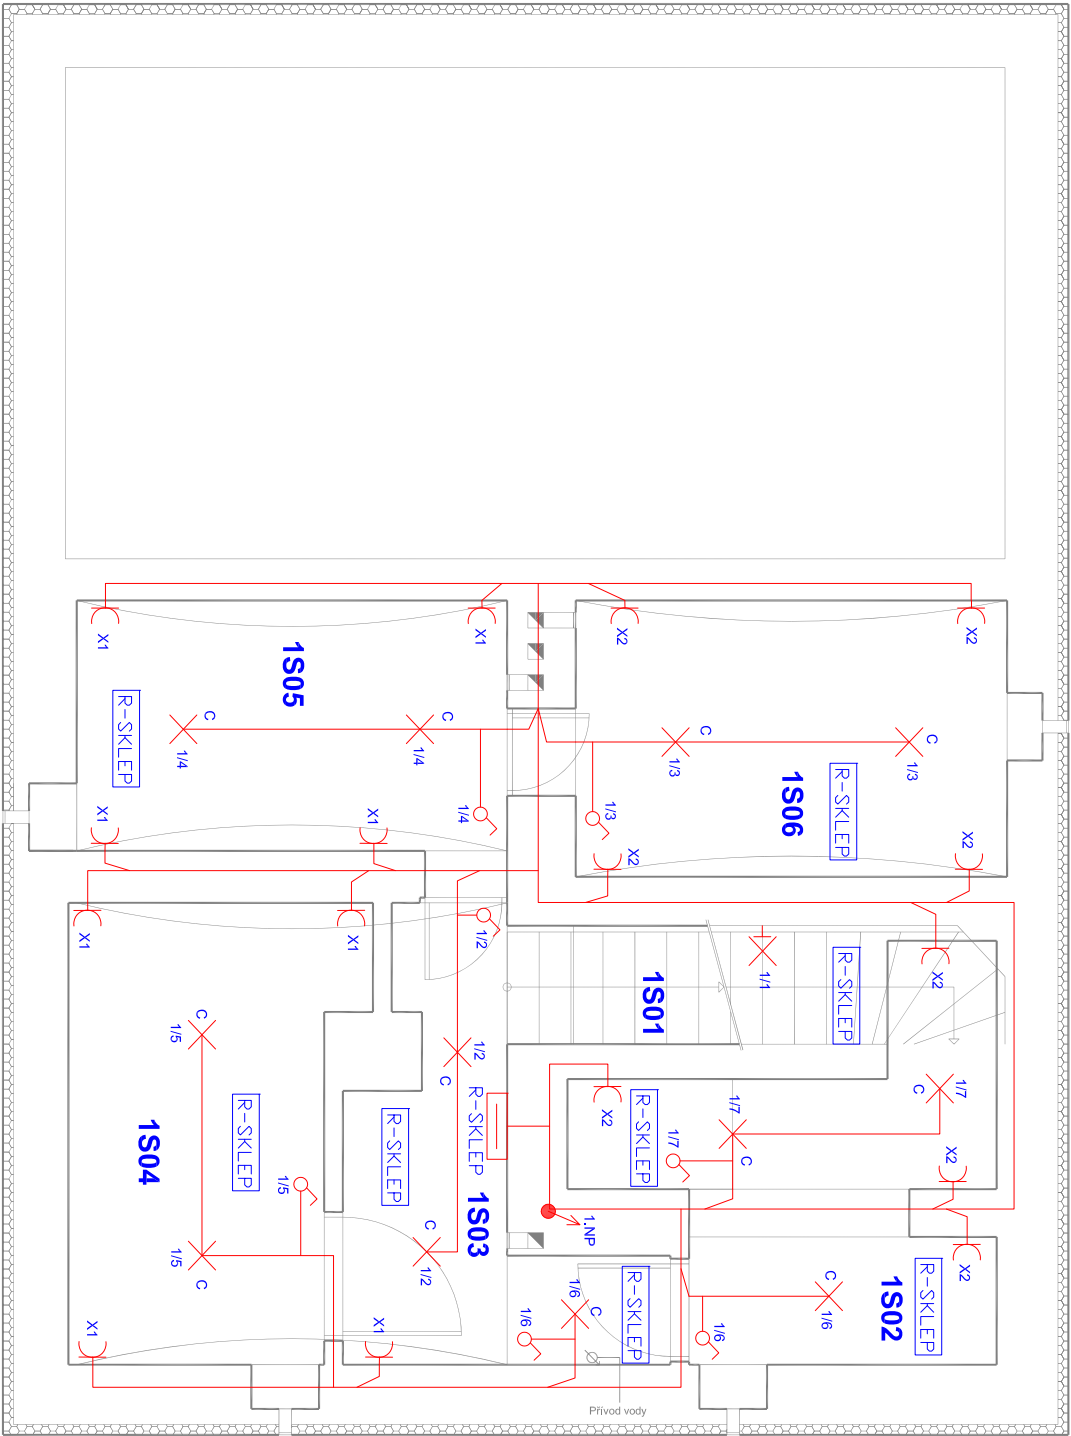 X1
X1
X2
X2
1S05
R-SKLEP
C
C
1/4
1/4
1/4
C
C
1/3
1/3
1/3
1S06
R-SKLEP
X1
X1
X2
X2
X1
X1
1/2
1/1
X2
R-SKLEP
1S01
C
1/5
1/2
C
R-SKLEP
1S04
R-SKLEP
R-SKLEP
1S03
1/5
X2
R-SKLEP
1/7
1/7
C
1/7
C
X2
1.NP
C
1/2
1/5
C
X1
X1
1/6
C
1/6
R-SKLEP
C
1/6
1/6
1S02
R-SKLEP
X2
Přívod vody